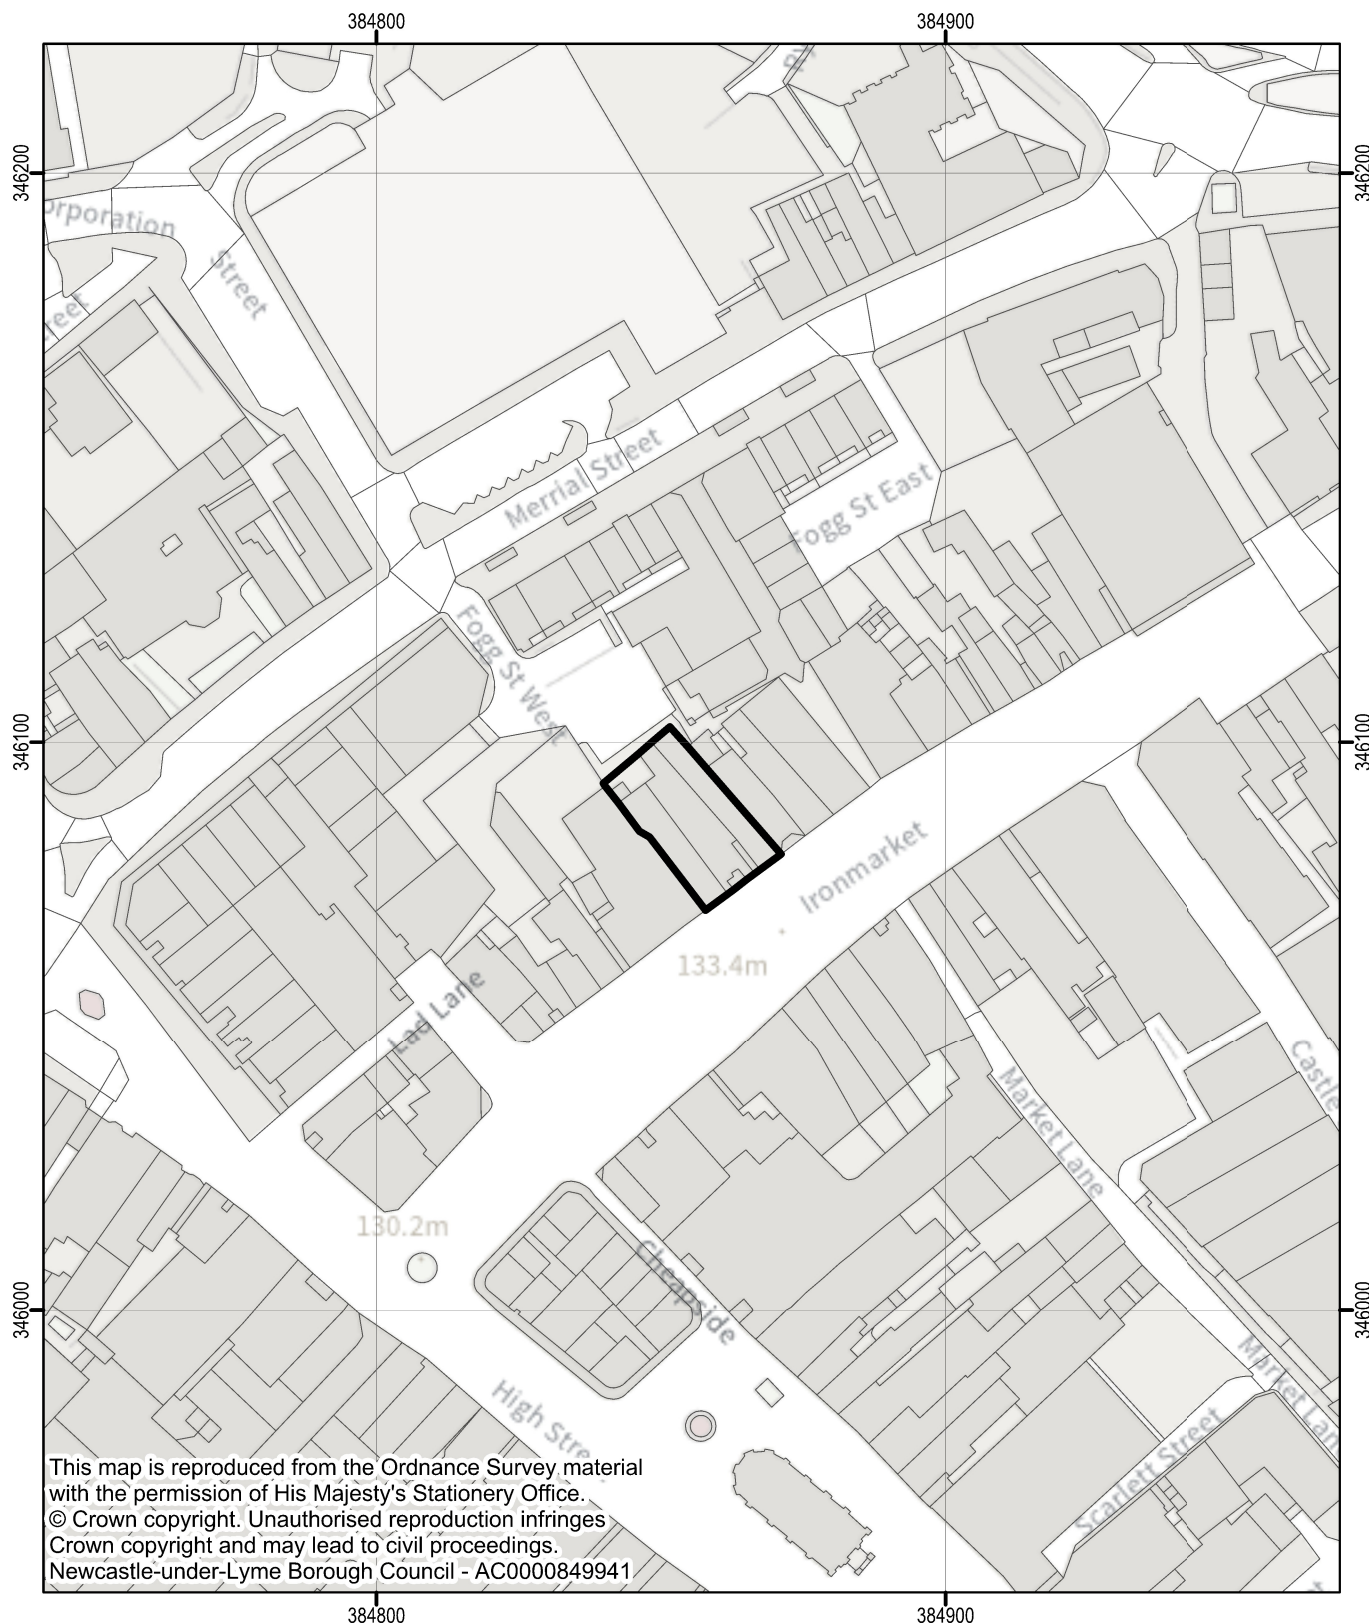 384800
384900
346200
346200
orporation
Street
reet
Merrial Street
Fogg St East
Fogg St West
346100
346100
Ironmarket
133.4m
Lad Lane
Castle
Market Lane
130.2m
Cheapside
346000
346000
Market Lan
High Stre
Scarlett Street
This map is reproduced from the Ordnance Survey material
with the permission of His Majesty's Stationery Office.
© Crown copyright. Unauthorised reproduction infringes
Crown copyright and may lead to civil proceedings.
Newcastle-under-Lyme Borough Council - AC0000849941
384800
384900